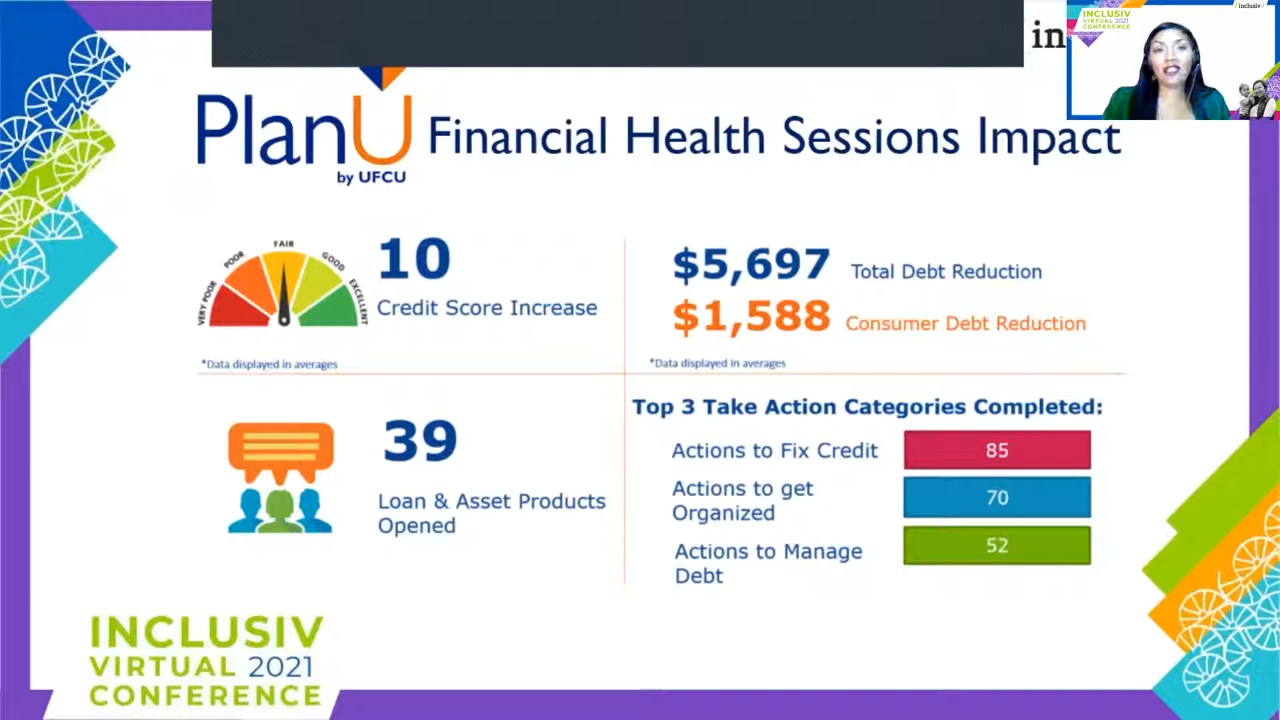 in
INCLUSIV
VIRTUAL 2021
CONFERENCE
/ inclusiv /
PlanU Financial Health Sessions Impact
by UFCU
VERY POOR
POOR
FAIR
GOOD
EXCELLENT
10
Credit Score Increase
*Data displayed in averages
$5,697 Total Debt Reduction
$1,588 Consumer Debt Reduction
*Data displayed in averages
39
Loan & Asset Products
Opened
Top 3 Take Action Categories Completed:
Actions to Fix Credit 85
Actions to get
Organized
70
Actions to Manage
Debt
52
INCLUSIV
VIRTUAL 2021
CONFERENCE